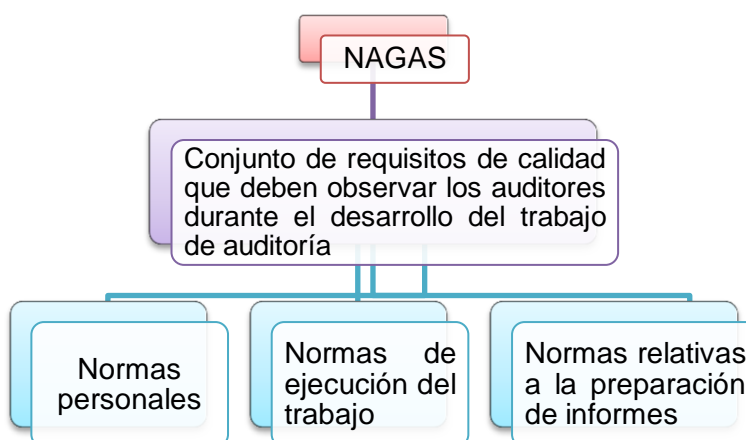 NAGAS
Conjunto de requisitos de calidad
que deben observar los auditores
durante el desarrollo del trabajo
de auditoría
Normas
personales
Normas de
ejecución del
trabajo
Normas relativas
a la preparación
de informes